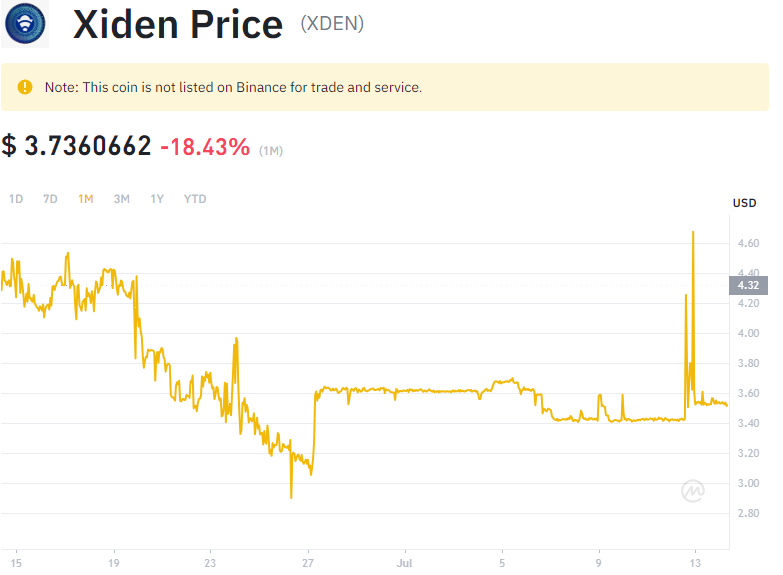 Xiden Price (XDEN)
Note: This coin is not listed on Binance for trade and service.
$ 3.7360662 -18.43% (1M)
1D 7D 1M 3M 1Y YTD
USD
4.60
4.40
4.32
4.20
4.00
3.80
3.60
3.40
3.20
3.00
2.80
15 19 23 27 Jul 5 9 13